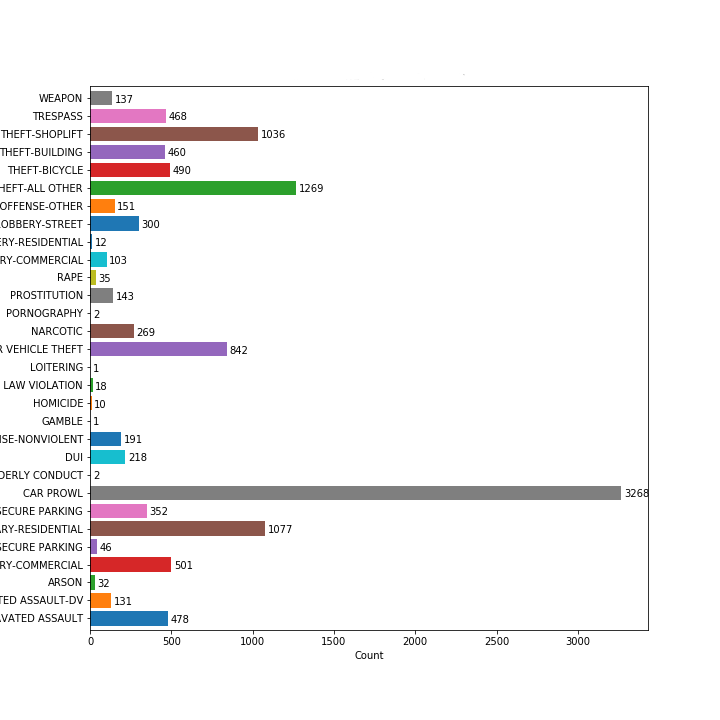 WEAPON 137
TRESPASS 468
THEFT-SHOPLIFT 1036
THEFT-BUILDING 460
THEFT-BICYCLE 490
HEFT-ALL OTHER 1269
OFFENSE-OTHER 151
OBBERY-STREET 300
ERY-RESIDENTIAL 12
RY-COMMERCIAL 103
RAPE 35
PROSTITUTION 143
PORNOGRAPHY 2
NARCOTIC 269
R VEHICLE THEFT 842
LOITERING 1
LAW VIOLATION 18
HOMICIDE 10
GAMBLE 1
NSE-NONVIOLENT 191
DUI 218
DERLY CONDUCT 2
CAR PROWL 3268
SECURE PARKING 352
ARY-RESIDENTIAL 1077
SECURE PARKING 46
RY-COMMERCIAL 501
ARSON 32
TED ASSAULT-DV 131
VATED ASSAULT 478
0 500 1000 1500 2000 2500 3000
Count